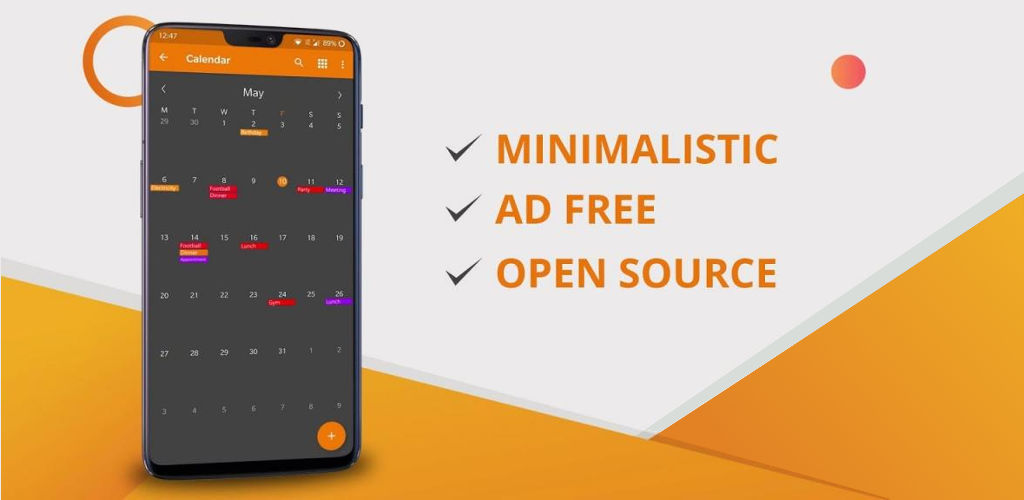 12:47
89%
Calendar
May
M T W T F S S
29 30 1 2 3 4 5
Birthday
6 7 8 9 10 11 12
Electricity Football Party Meeting
Dinner
13 14 15 16 17 18 19
Football Lunch
Dinner
Appointment
20 21 22 23 24 25 26
Gym Lunch
27 28 29 30 31 1 2
3 4 5 6 7 8 9
+
MINIMALISTIC
AD FREE
OPEN SOURCE